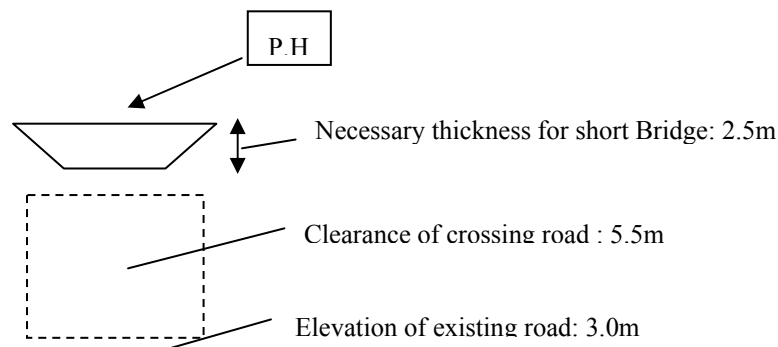 P.H
Necessary thickness for short Bridge: 2.5m
Clearance of crossing road : 5.5m
Elevation of existing road: 3.0m